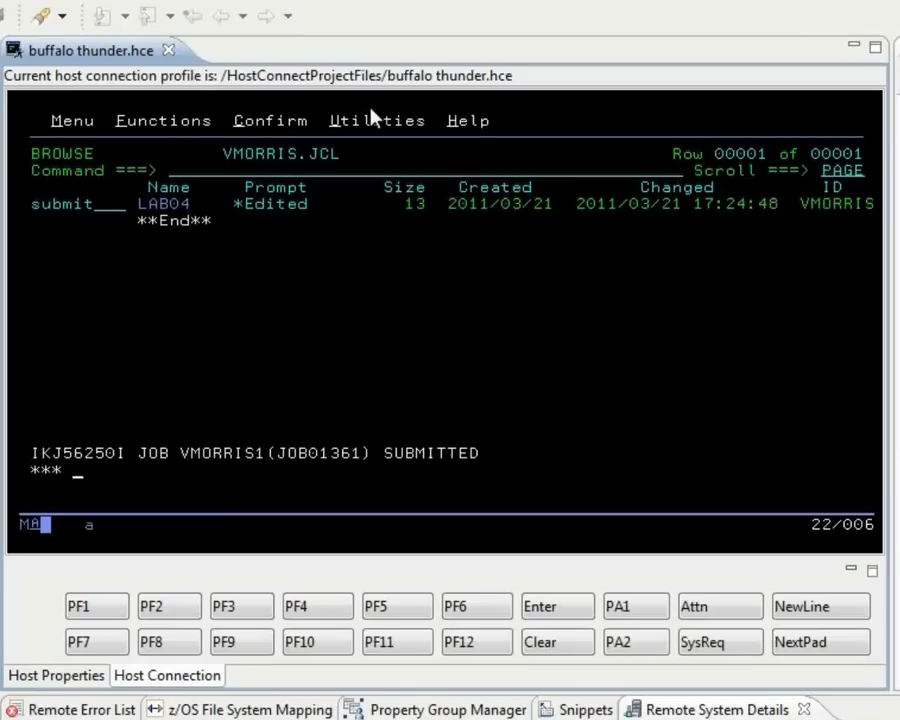 buffalo thunder.hce
Current host connection profile is: /HostConnectProjectFiles/buffalo thunder.hce
Menu Functions Confirm Utilities Help
BROWSE VMORRIS.JCL Row 00001 of 00001
Command ===> Scroll ===> PAGE
Name Prompt Size Created Changed ID
submit___ LAB04 *Edited 13 2011/03/21 2011/03/21 17:24:48 VMORRIS
**End**
IKJ56250I JOB VMORRIS1(JOB01361) SUBMITTED
*** _
MA a 22/006
PF1 PF2 PF3 PF4 PF5 PF6 Enter PA1 Attn NewLine
PF7 PF8 PF9 PF10 PF11 PF12 Clear PA2 SysReq NextPad
Host Properties Host Connection
Remote Error List z/OS File System Mapping Property Group Manager Snippets Remote System Details